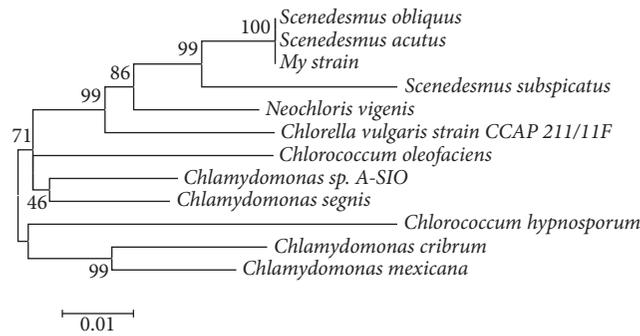 100 Scenedesmus obliquus
Scenedesmus acutus
99
My strain
86
Scenedesmus subspicatus
99
Neochloris vigenis
Chlorella vulgaris strain CCAP 211/11F
71
Chlorococcum oleofaciens
Chlamydomonas sp. A-SIO
46
Chlamydomonas segnis
Chlorococcum hypnosporum
Chlamydomonas cribrum
99
Chlamydomonas mexicana
0.01